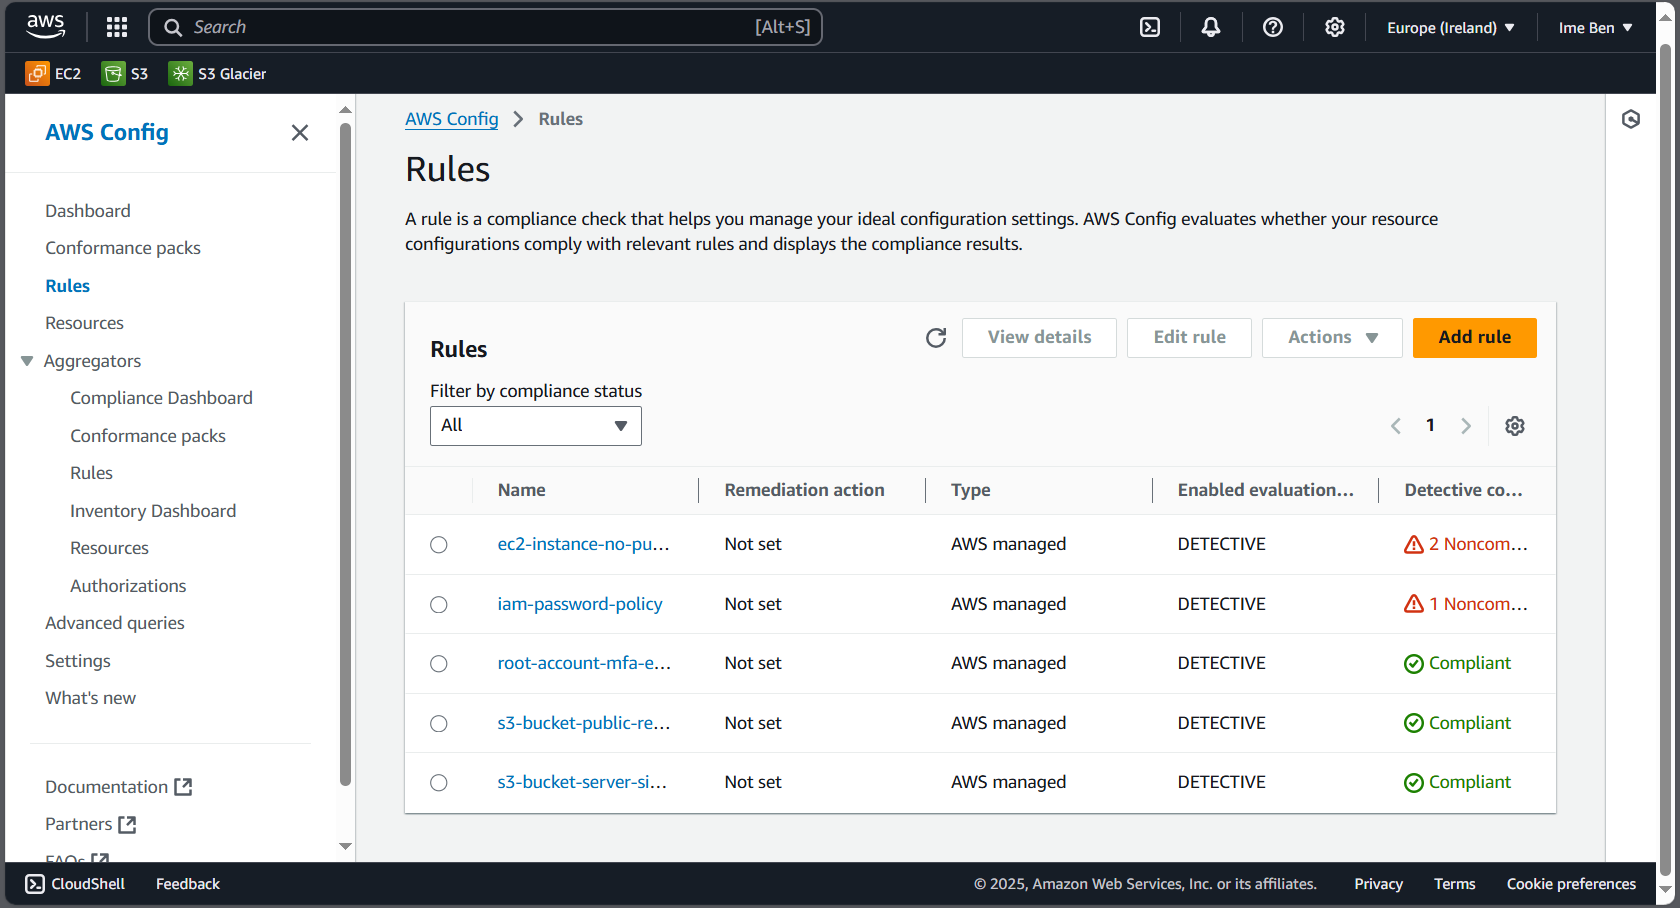 aws
Search
[Alt+S]
Europe (Ireland)
Ime Ben
EC2
S3
S3 Glacier
AWS Config
Dashboard
Conformance packs
Rules
Resources
Aggregators
Compliance Dashboard
Conformance packs
Rules
Inventory Dashboard
Resources
Authorizations
Advanced queries
Settings
What's new
Documentation
Partners
FAQs
AWS Config > Rules
Rules
A rule is a compliance check that helps you manage your ideal configuration settings. AWS Config evaluates whether your resource
configurations comply with relevant rules and displays the compliance results.
Rules
View details
Edit rule
Actions
Add rule
Filter by compliance status
All
1
Name Remediation action Type Enabled evaluation... Detective co...
ec2-instance-no-pu... Not set AWS managed DETECTIVE 2 Noncom...
iam-password-policy Not set AWS managed DETECTIVE 1 Noncom...
root-account-mfa-e... Not set AWS managed DETECTIVE Compliant
s3-bucket-public-re... Not set AWS managed DETECTIVE Compliant
s3-bucket-server-si... Not set AWS managed DETECTIVE Compliant
CloudShell
Feedback
© 2025, Amazon Web Services, Inc. or its affiliates.
Privacy
Terms
Cookie preferences